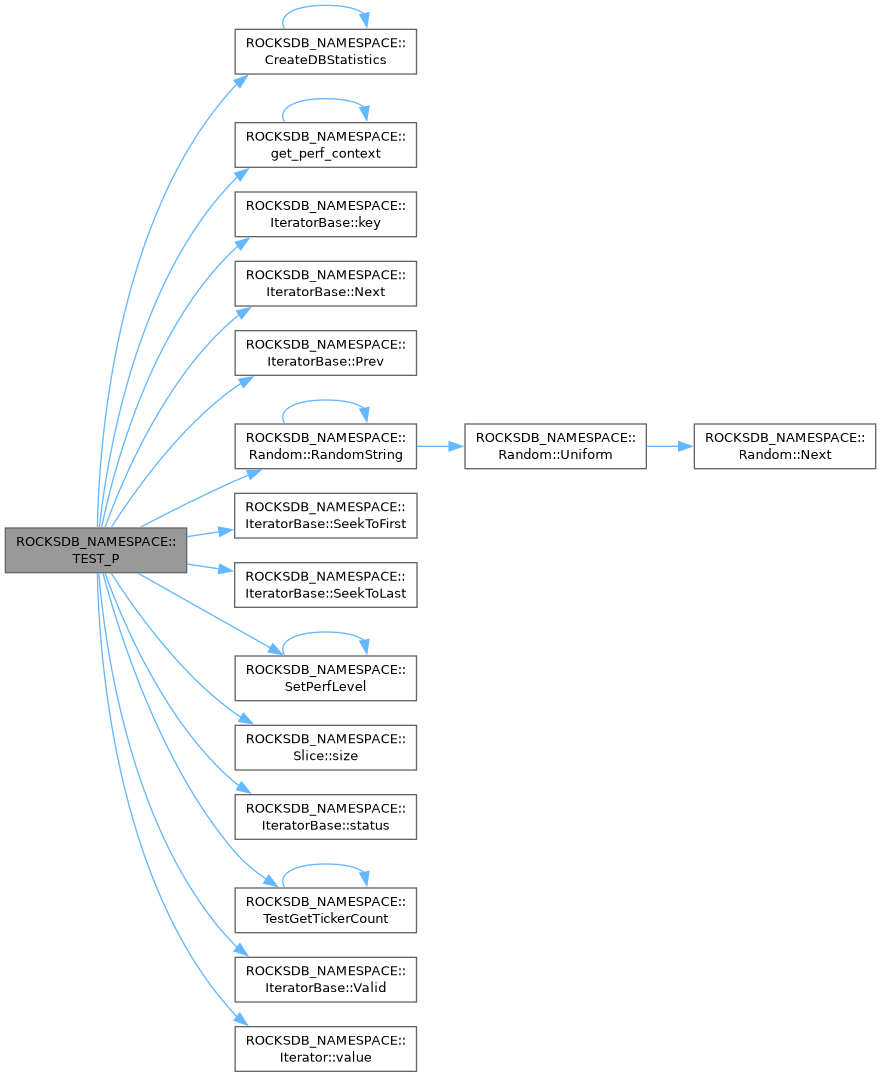 ROCKSDB_NAMESPACE::
CreateDBStatistics
ROCKSDB_NAMESPACE::
get_perf_context
ROCKSDB_NAMESPACE::
IteratorBase::key
ROCKSDB_NAMESPACE::
IteratorBase::Next
ROCKSDB_NAMESPACE::
IteratorBase::Prev
ROCKSDB_NAMESPACE::
Random::RandomString
ROCKSDB_NAMESPACE::
Random::Uniform
ROCKSDB_NAMESPACE::
Random::Next
ROCKSDB_NAMESPACE::
IteratorBase::SeekToFirst
ROCKSDB_NAMESPACE::
TEST_P
ROCKSDB_NAMESPACE::
IteratorBase::SeekToLast
ROCKSDB_NAMESPACE::
SetPerfLevel
ROCKSDB_NAMESPACE::
Slice::size
ROCKSDB_NAMESPACE::
IteratorBase::status
ROCKSDB_NAMESPACE::
TestGetTickerCount
ROCKSDB_NAMESPACE::
IteratorBase::Valid
ROCKSDB_NAMESPACE::
Iterator::value